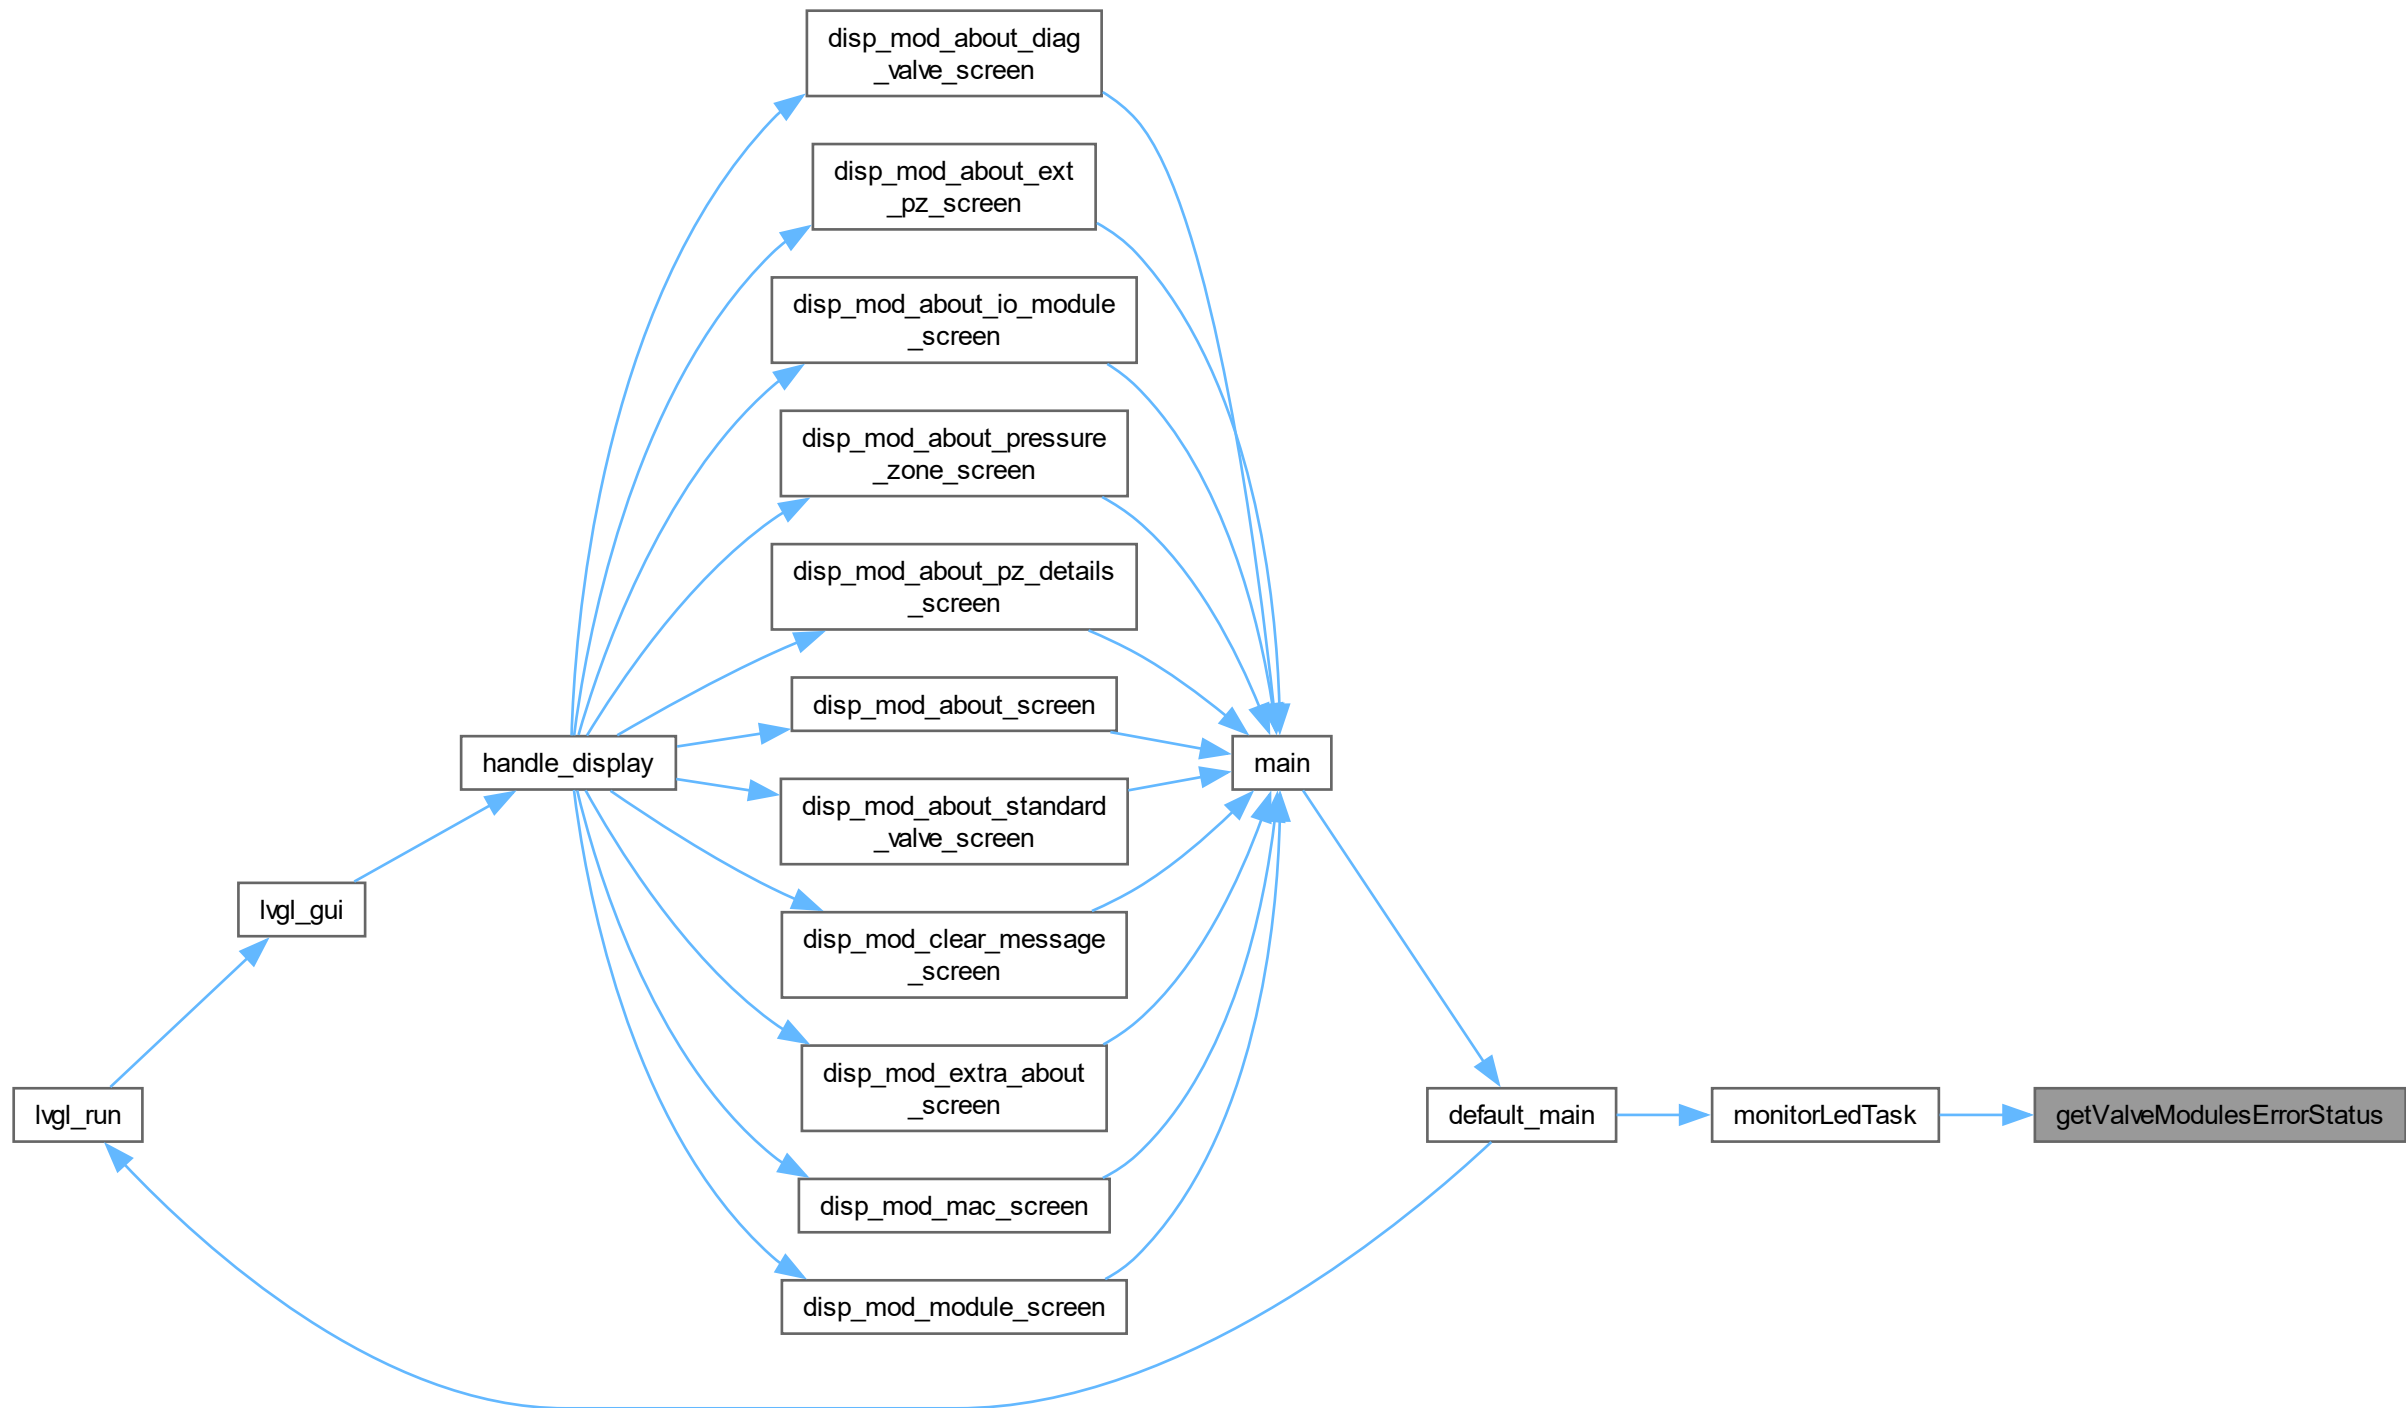 disp_mod_about_diag
_valve_screen
disp_mod_about_ext
_pz_screen
disp_mod_about_io_module
_screen
disp_mod_about_pressure
_zone_screen
disp_mod_about_pz_details
_screen
disp_mod_about_screen
handle_display
main
disp_mod_about_standard
_valve_screen
lvgl_gui
disp_mod_clear_message
_screen
disp_mod_extra_about
_screen
lvgl_run
default_main
monitorLedTask
getValveModulesErrorStatus
disp_mod_mac_screen
disp_mod_module_screen